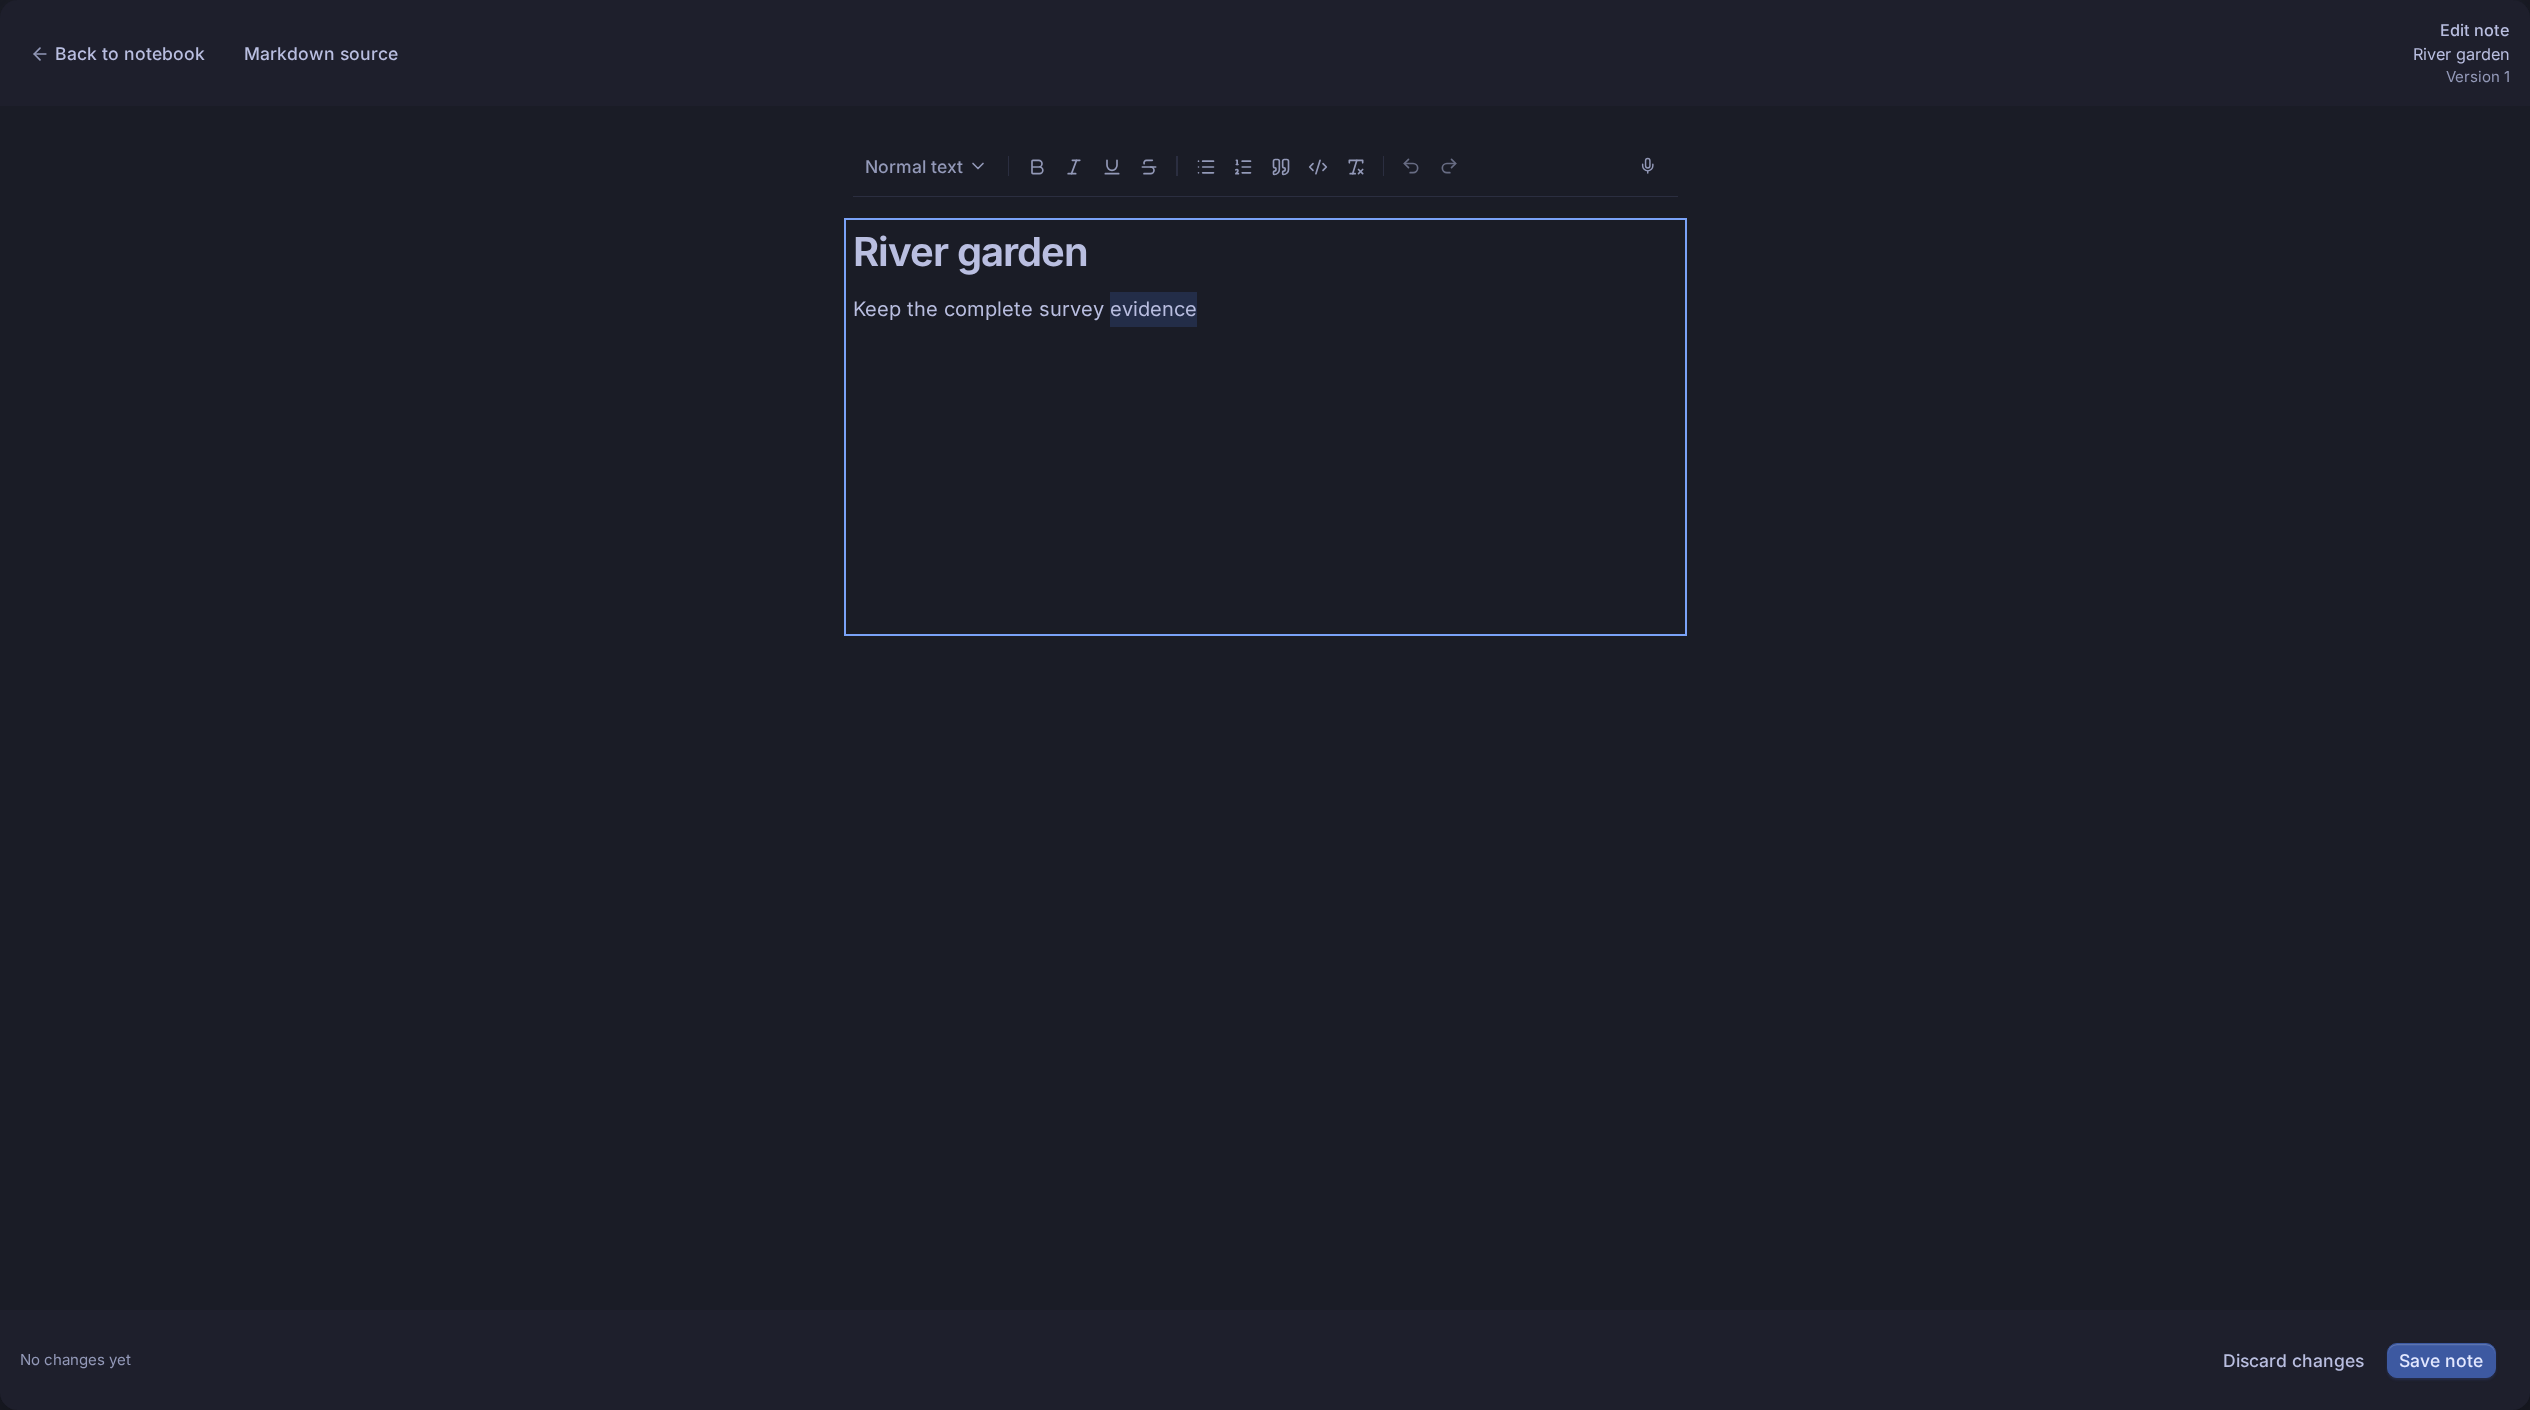 Back to notebook
Markdown source
Edit note
River garden
Version 1
Normal text
River garden
Keep the complete survey evidence
No changes yet
Discard changes
Save note